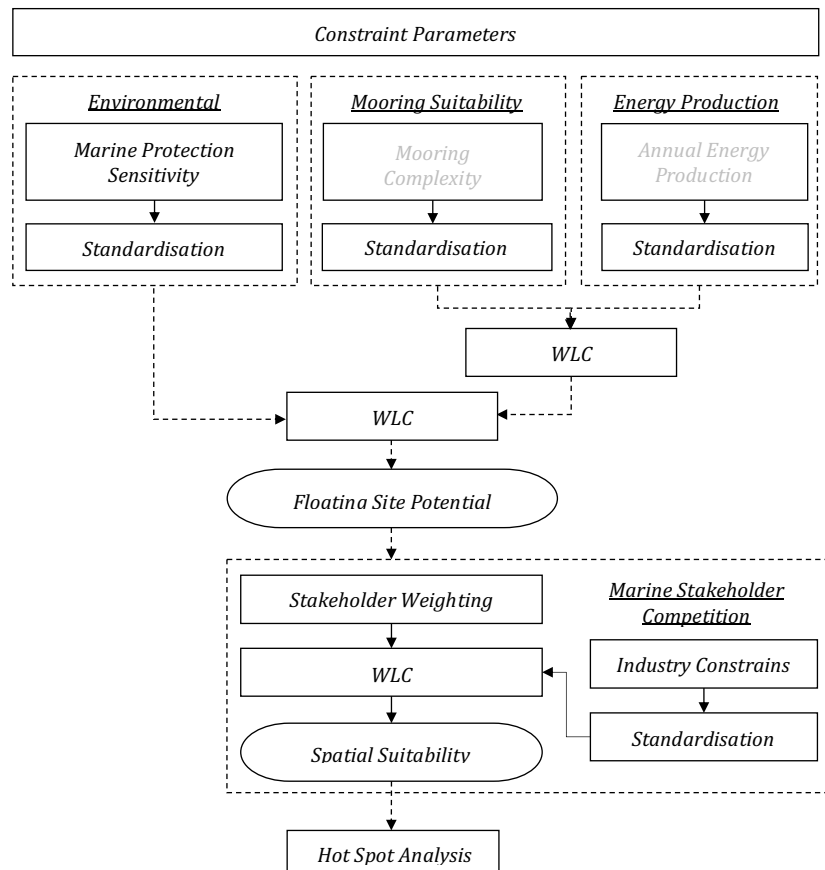 Constraint Parameters
Environmental
Marine Protection
Sensitivity
Standardisation
Mooring Suitability
Mooring
Complexity
Standardisation
Energy Production
Annual Energy
Production
Standardisation
WLC
WLC
Floatina Site Potential
Stakeholder Weighting
WLC
Spatial Suitability
Marine Stakeholder
Competition
Industry Constrains
Standardisation
Hot Spot Analysis